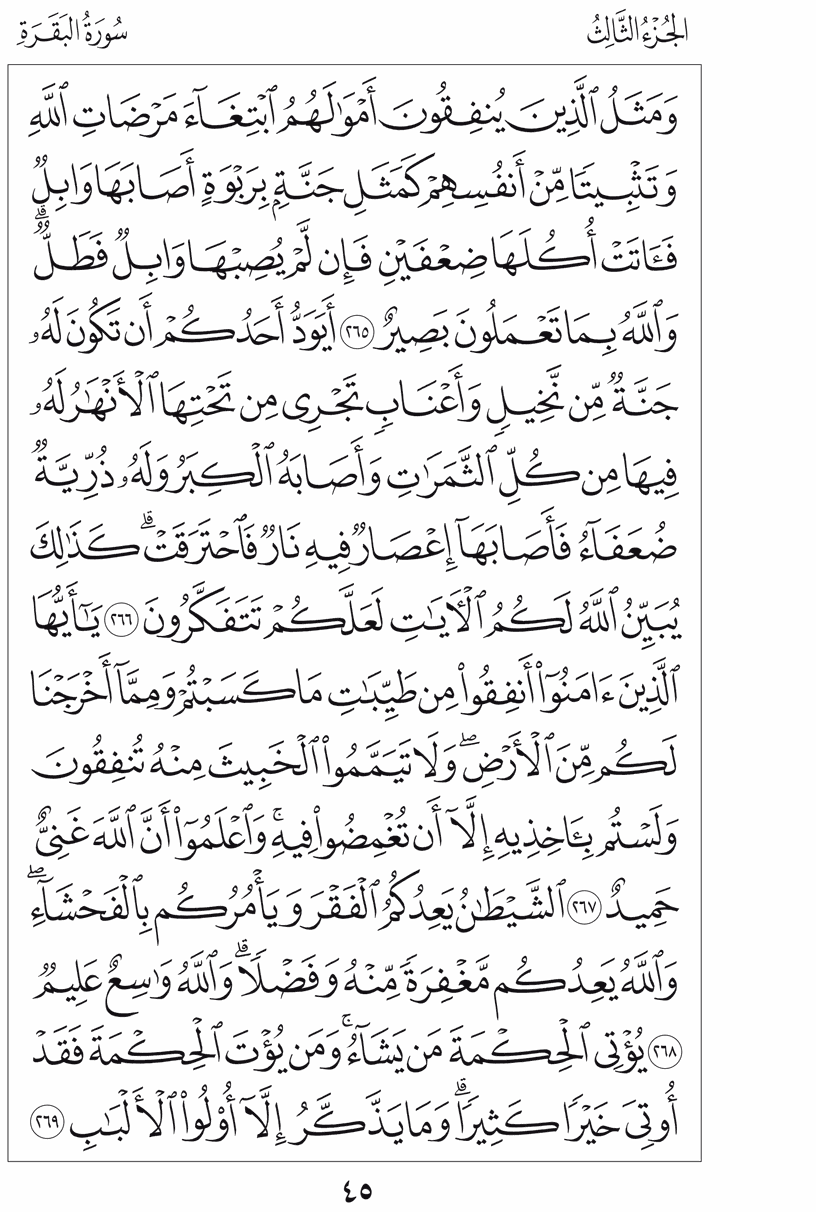 الجُزْءُ الثَّالِثُ
سُورَةُ البَقَرَةِ
وَمَثَلُ ٱلَّذِينَ يُنفِقُونَ أَمْوَٰلَهُمُ ٱبْتِغَآءَ مَرْضَاتِ ٱللَّهِ
وَتَثْبِيتًا مِّنْ أَنفُسِهِمْ كَمَثَلِ جَنَّةٍۭ بِرَبْوَةٍ أَصَابَهَا وَابِلٌ
فَـَٔاتَتْ أُكُلَهَا ضِعْفَيْنِ فَإِن لَّمْ يُصِبْهَا وَابِلٌ فَطَلٌّ ۗ
وَٱللَّهُ بِمَا تَعْمَلُونَ بَصِيرٌ ٢٦٥ أَيَوَدُّ أَحَدُكُمْ أَن تَكُونَ لَهُۥ
جَنَّةٌ مِّن نَّخِيلٍ وَأَعْنَابٍ تَجْرِى مِن تَحْتِهَا ٱلْأَنْهَٰرُ لَهُۥ
فِيهَا مِن كُلِّ ٱلثَّمَرَٰتِ وَأَصَابَهُ ٱلْكِبَرُ وَلَهُۥ ذُرِّيَّةٌ
ضُعَفَآءُ فَأَصَابَهَآ إِعْصَارٌ فِيهِ نَارٌ فَٱحْتَرَقَتْ ۗ كَذَٰلِكَ
يُبَيِّنُ ٱللَّهُ لَكُمُ ٱلْـَٔايَٰتِ لَعَلَّكُمْ تَتَفَكَّرُونَ ٢٦٦ يَٰٓأَيُّهَا
ٱلَّذِينَ ءَامَنُوٓا۟ أَنفِقُوا۟ مِن طَيِّبَٰتِ مَا كَسَبْتُمْ وَمِمَّآ أَخْرَجْنَا
لَكُم مِّنَ ٱلْأَرْضِ ۖ وَلَا تَيَمَّمُوا۟ ٱلْخَبِيثَ مِنْهُ تُنفِقُونَ
وَلَسْتُم بِـَٔاخِذِيهِ إِلَّآ أَن تُغْمِضُوا۟ فِيهِ ۚ وَٱعْلَمُوٓا۟ أَنَّ ٱللَّهَ غَنِىٌّ
حَمِيدٌ ٢٦٧ ٱلشَّيْطَٰنُ يَعِدُكُمُ ٱلْفَقْرَ وَيَأْمُرُكُم بِٱلْفَحْشَآءِ ۖ
وَٱللَّهُ يَعِدُكُم مَّغْفِرَةً مِّنْهُ وَفَضْلًا ۗ وَٱللَّهُ وَٰسِعٌ عَلِيمٌ
٢٦٨ يُؤْتِى ٱلْحِكْمَةَ مَن يَشَآءُ ۚ وَمَن يُؤْتَ ٱلْحِكْمَةَ فَقَدْ
أُوتِىَ خَيْرًا كَثِيرًا ۗ وَمَا يَذَّكَّرُ إِلَّآ أُو۟لُوا۟ ٱلْأَلْبَٰبِ ٢٦٩
٤٥